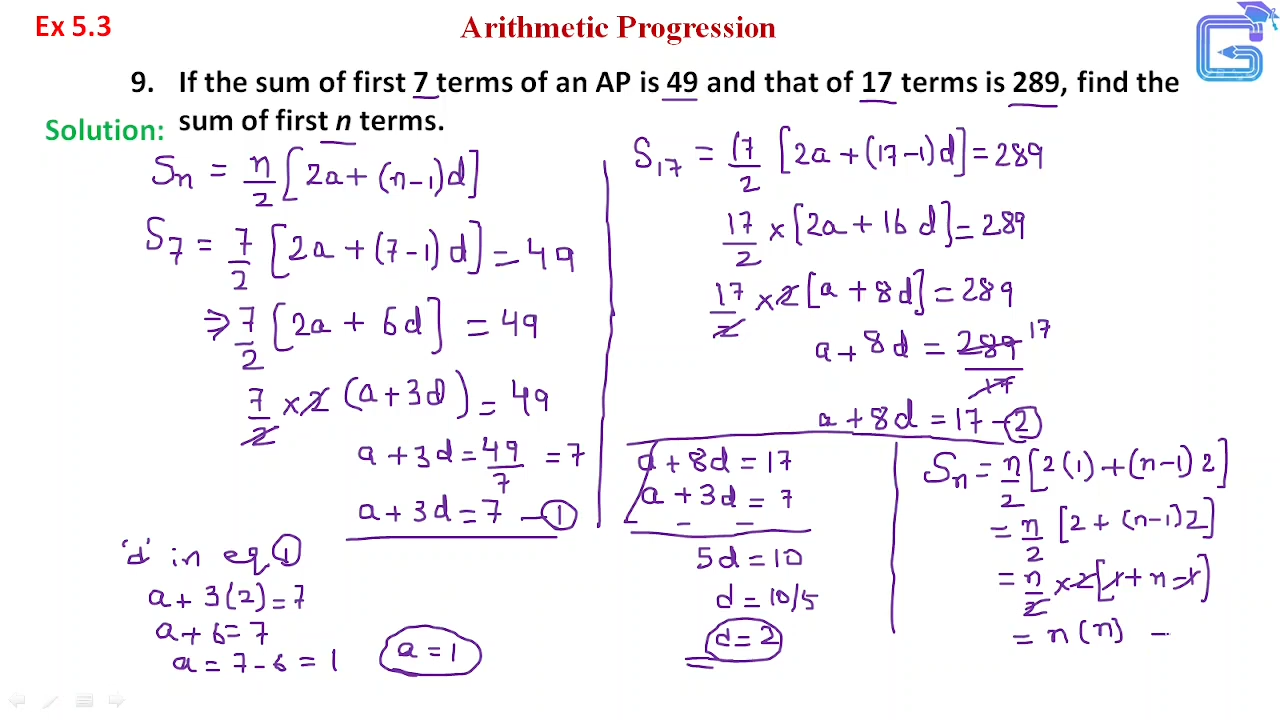 Ex 5.3
Arithmetic Progression
9. If the sum of first 7 terms of an AP is 49 and that of 17 terms is 289, find the
sum of first n terms.
Solution:
Sn = n/2 [2a + (n-1)d]
S7 = 7/2 [2a + (7-1)d] = 49
⇒ 7/2 [2a + 6d] = 49
7/2 × 2 (a + 3d) = 49
a + 3d = 49/7 = 7
a + 3d = 7 — ①
S17 = 17/2 [2a + (17-1)d] = 289
17/2 × [2a + 16d] = 289
17/2 × 2 [a + 8d] = 289
a + 8d = 289/17 17
a + 8d = 17 — ②
a + 8d = 17
a + 3d = 7
- - -
5d = 10
d = 10/5
d = 2
'd' in eq ①
a + 3(2) = 7
a + 6 = 7
a = 7 - 6 = 1
a = 1
Sn = n/2 [2(1) + (n-1)2]
= n/2 [2 + (n-1)2]
= n/2 × 2 [1 + n - 1]
= n(n) -